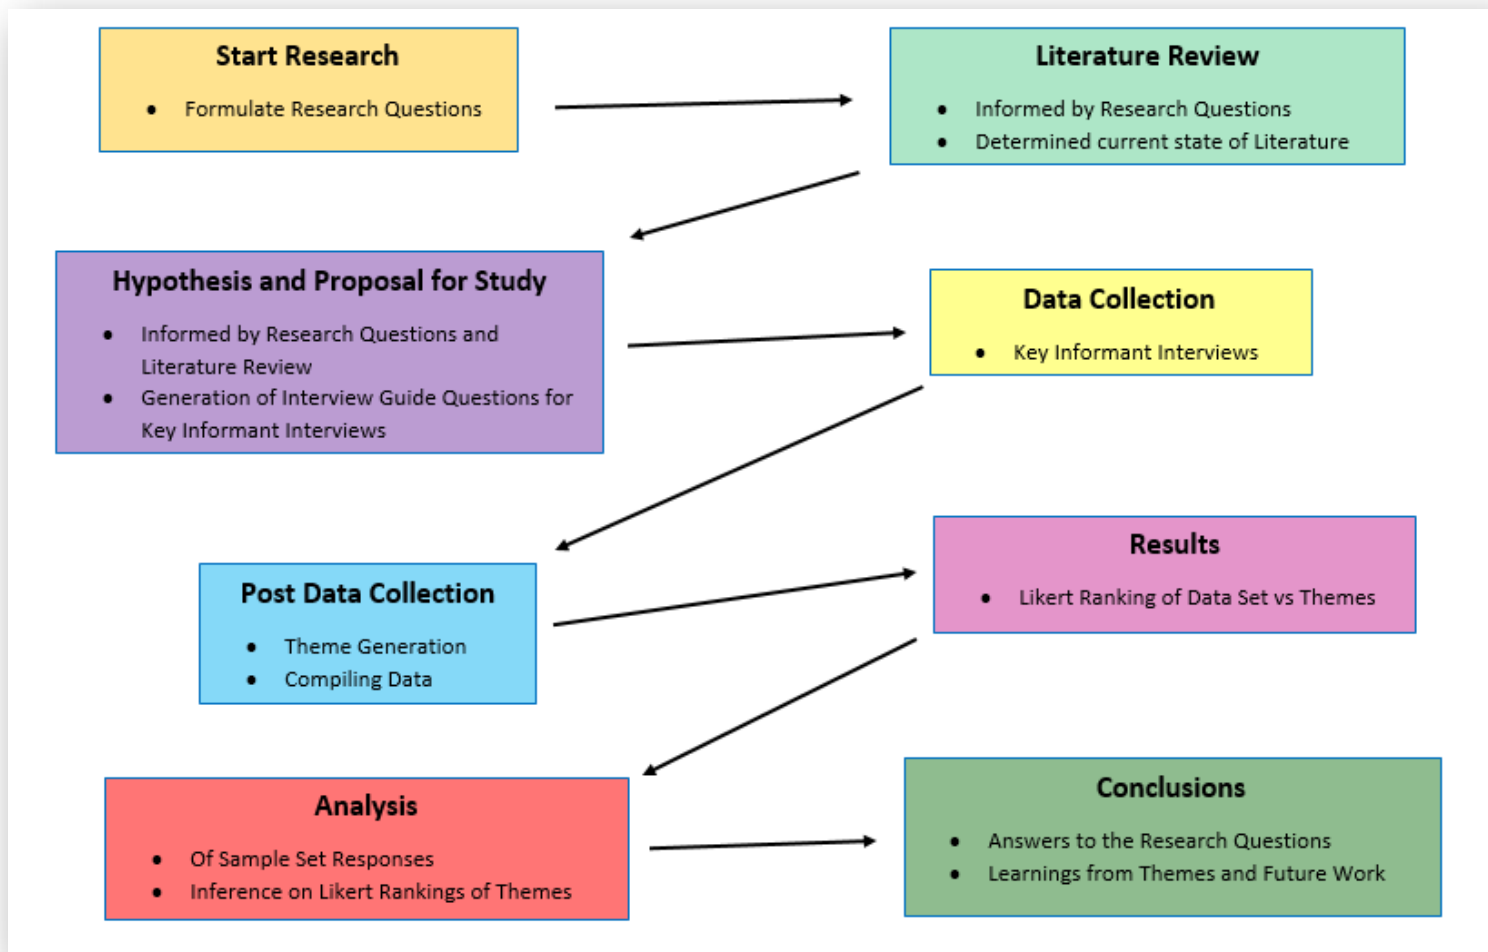 Start Research
• Formulate Research Questions
Literature Review
• Informed by Research Questions
• Determined current state of Literature
Hypothesis and Proposal for Study
• Informed by Research Questions and
Literature Review
• Generation of Interview Guide Questions for
Key Informant Interviews
Data Collection
• Key Informant Interviews
Post Data Collection
• Theme Generation
• Compiling Data
Results
• Likert Ranking of Data Set vs Themes
Analysis
• Of Sample Set Responses
• Inference on Likert Rankings of Themes
Conclusions
• Answers to the Research Questions
• Learnings from Themes and Future Work